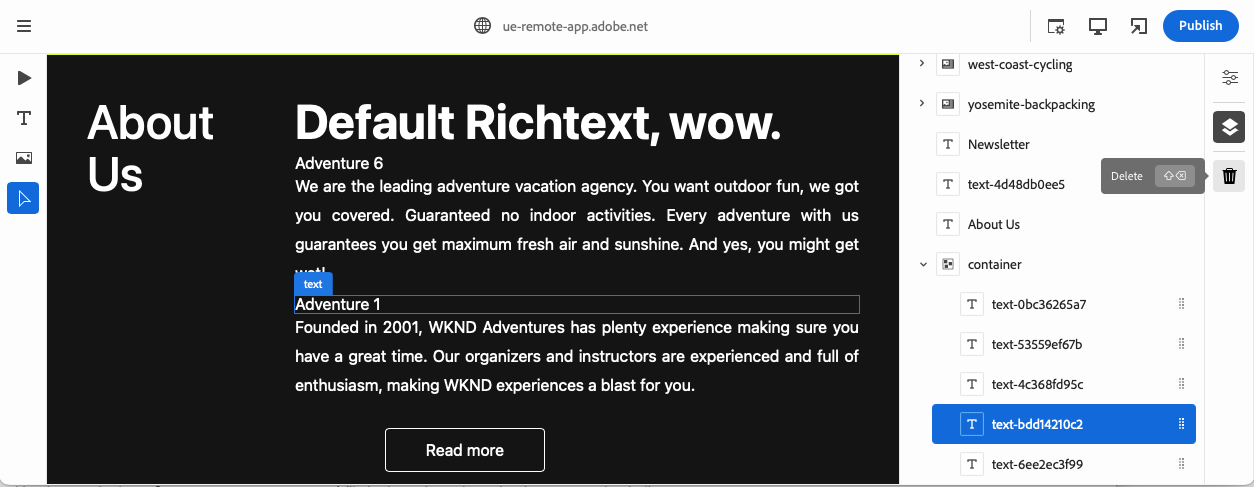 ue-remote-app.adobe.net
Publish
About
Us
Default Richtext, wow.
Adventure 6
We are the leading adventure vacation agency. You want outdoor fun, we got
you covered. Guaranteed no indoor activities. Every adventure with us
guarantees you get maximum fresh air and sunshine. And yes, you might get
text
Adventure 1
Founded in 2001, WKND Adventures has plenty experience making sure you
have a great time. Our organizers and instructors are experienced and full of
enthusiasm, making WKND experiences a blast for you.
Read more
west-coast-cycling
yosemite-backpacking
Newsletter
text-4d48db0ee5
About Us
container
text-0bc36265a7
text-53559ef67b
text-4c368fd95c
text-bdd14210c2
text-6ee2ec3f99
Delete